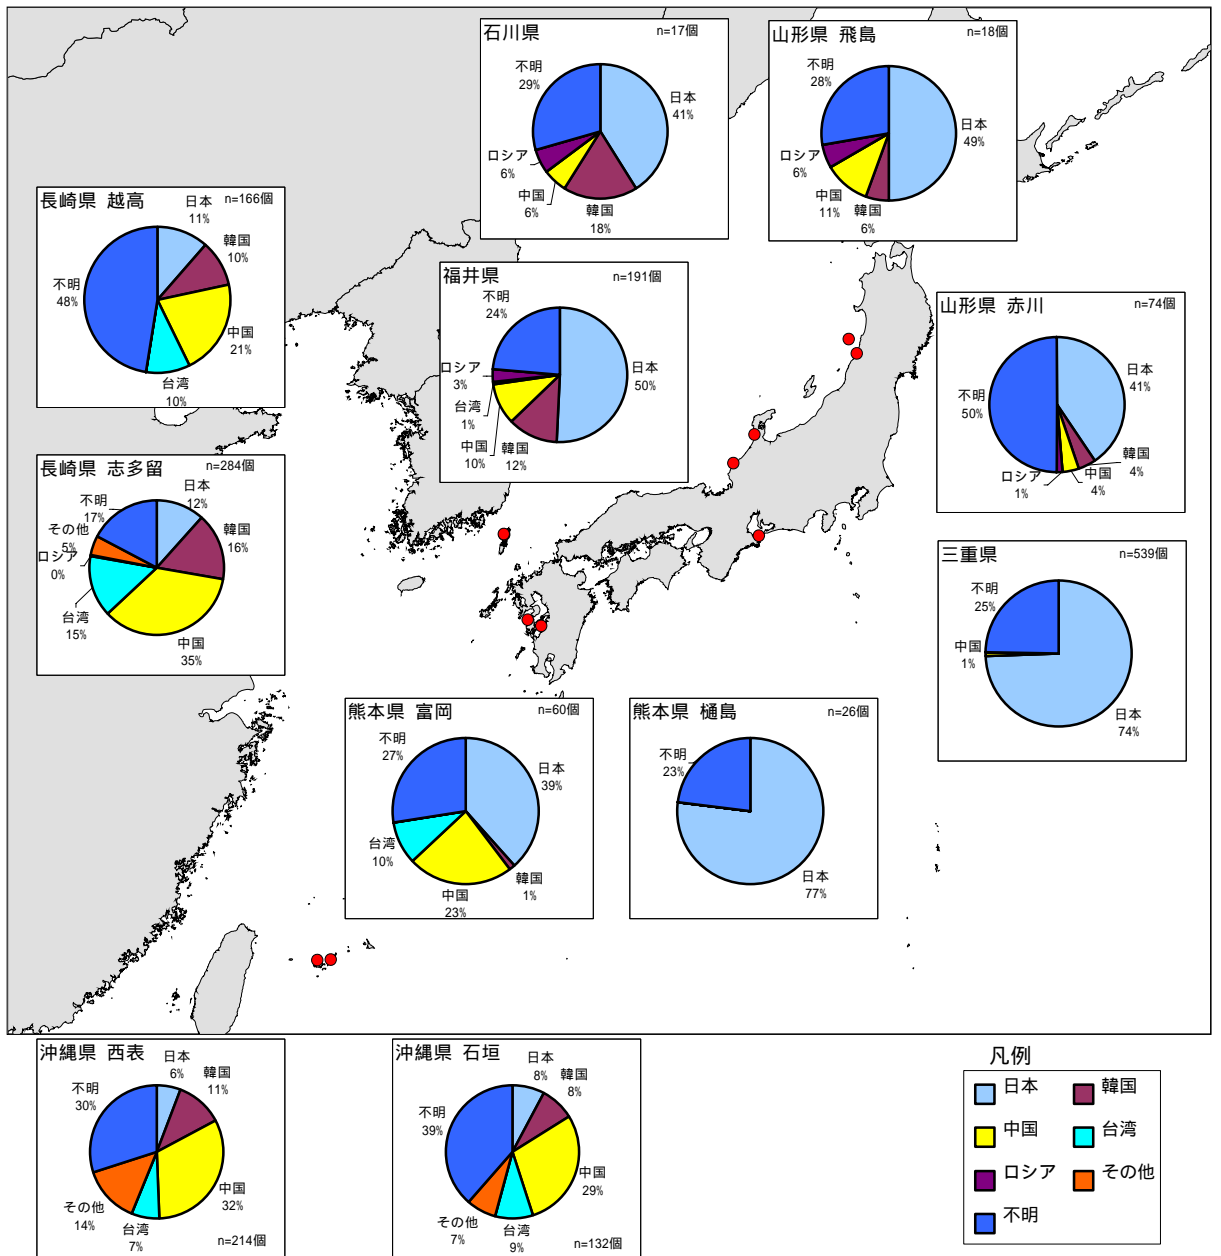 石川県 n=17個
不明
29%
日本
41%
ロシア
6%
中国
6%
韓国
18%
山形県 飛島 n=18個
不明
28%
日本
49%
ロシア
6%
中国
11%
韓国
6%
長崎県 越高 n=166個
日本
11%
韓国
10%
不明
48%
中国
21%
台湾
10%
福井県 n=191個
不明
24%
日本
50%
ロシア
3%
台湾
1%
中国
10%
韓国
12%
山形県 赤川 n=74個
日本
41%
不明
50%
韓国
4%
ロシア
1%
中国
4%
長崎県 志多留 n=284個
日本
12%
不明
17%
その他
5%
ロシア
0%
韓国
16%
台湾
15%
中国
35%
三重県 n=539個
不明
25%
中国
1%
日本
74%
熊本県 富岡 n=60個
不明
27%
日本
39%
台湾
10%
韓国
1%
中国
23%
熊本県 樋島 n=26個
不明
23%
日本
77%
沖縄県 西表
日本
6%
韓国
11%
不明
30%
中国
32%
その他
14%
台湾
7%
n=214個
沖縄県 石垣
日本
8%
韓国
8%
不明
39%
中国
29%
その他
7%
台湾
9%
n=132個
凡例
日本 韓国
中国 台湾
ロシア その他
不明